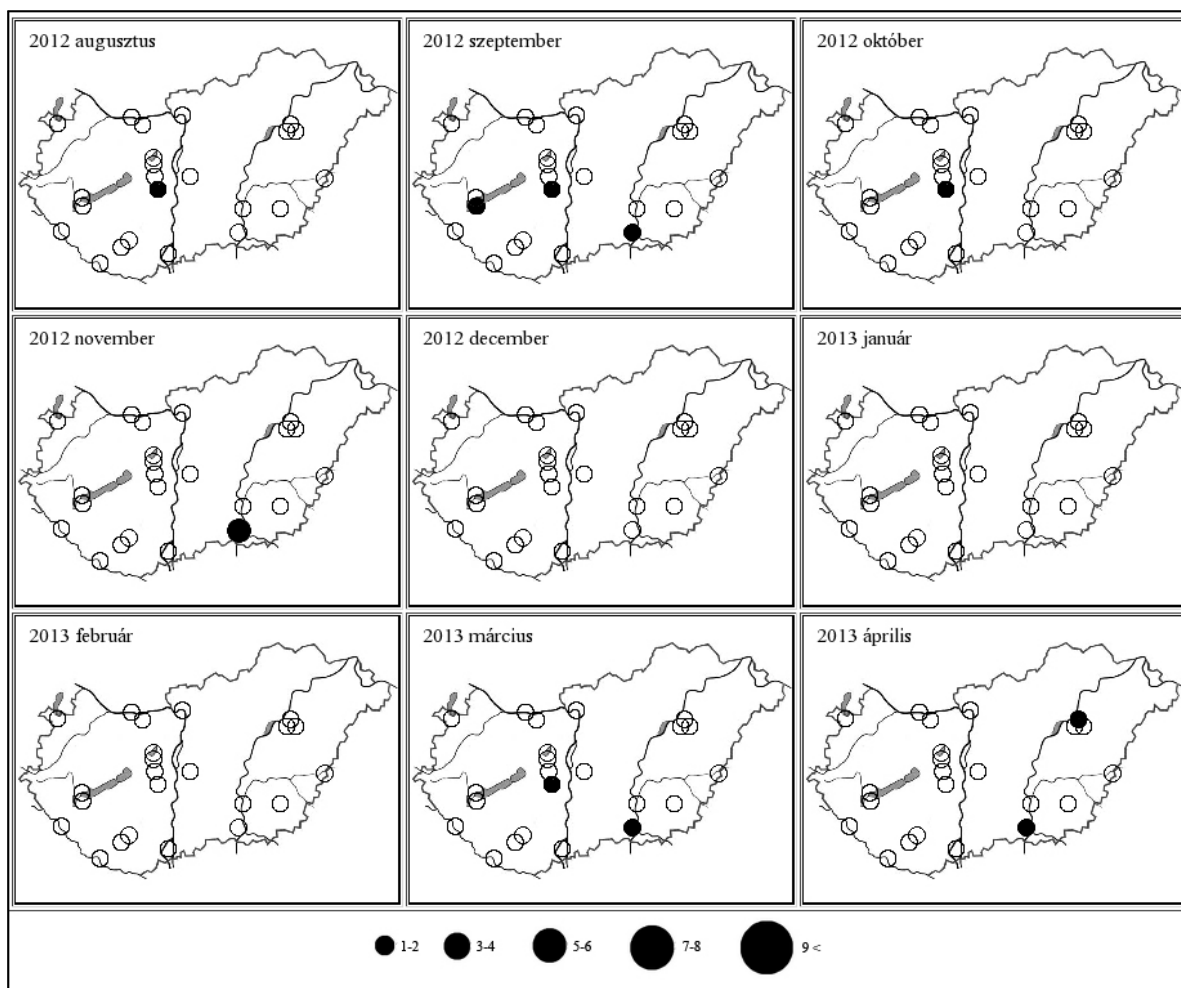 2012 augusztus
2012 szeptember
2012 október
2012 november
2012 december
2013 január
2013 február
2013 március
2013 április
1-2
3-4
5-6
7-8
9 <